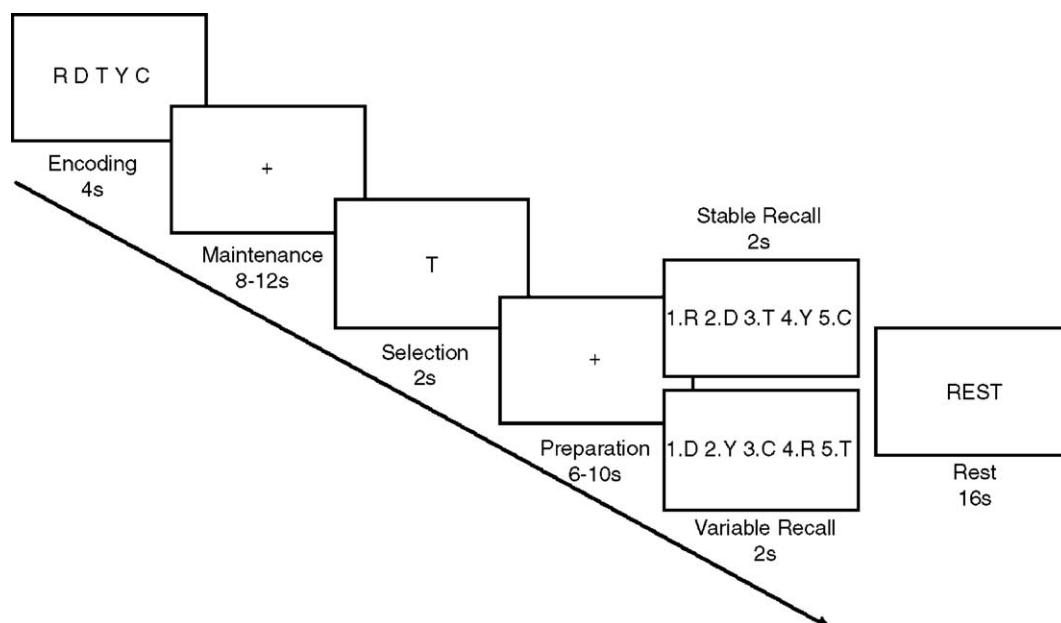 R D T Y C
Encoding
4s
+
Maintenance
8-12s
T
Selection
2s
+
Preparation
6-10s
Stable Recall
2s
1.R 2.D 3.T 4.Y 5.C
1.D 2.Y 3.C 4.R 5.T
Variable Recall
2s
REST
Rest
16s